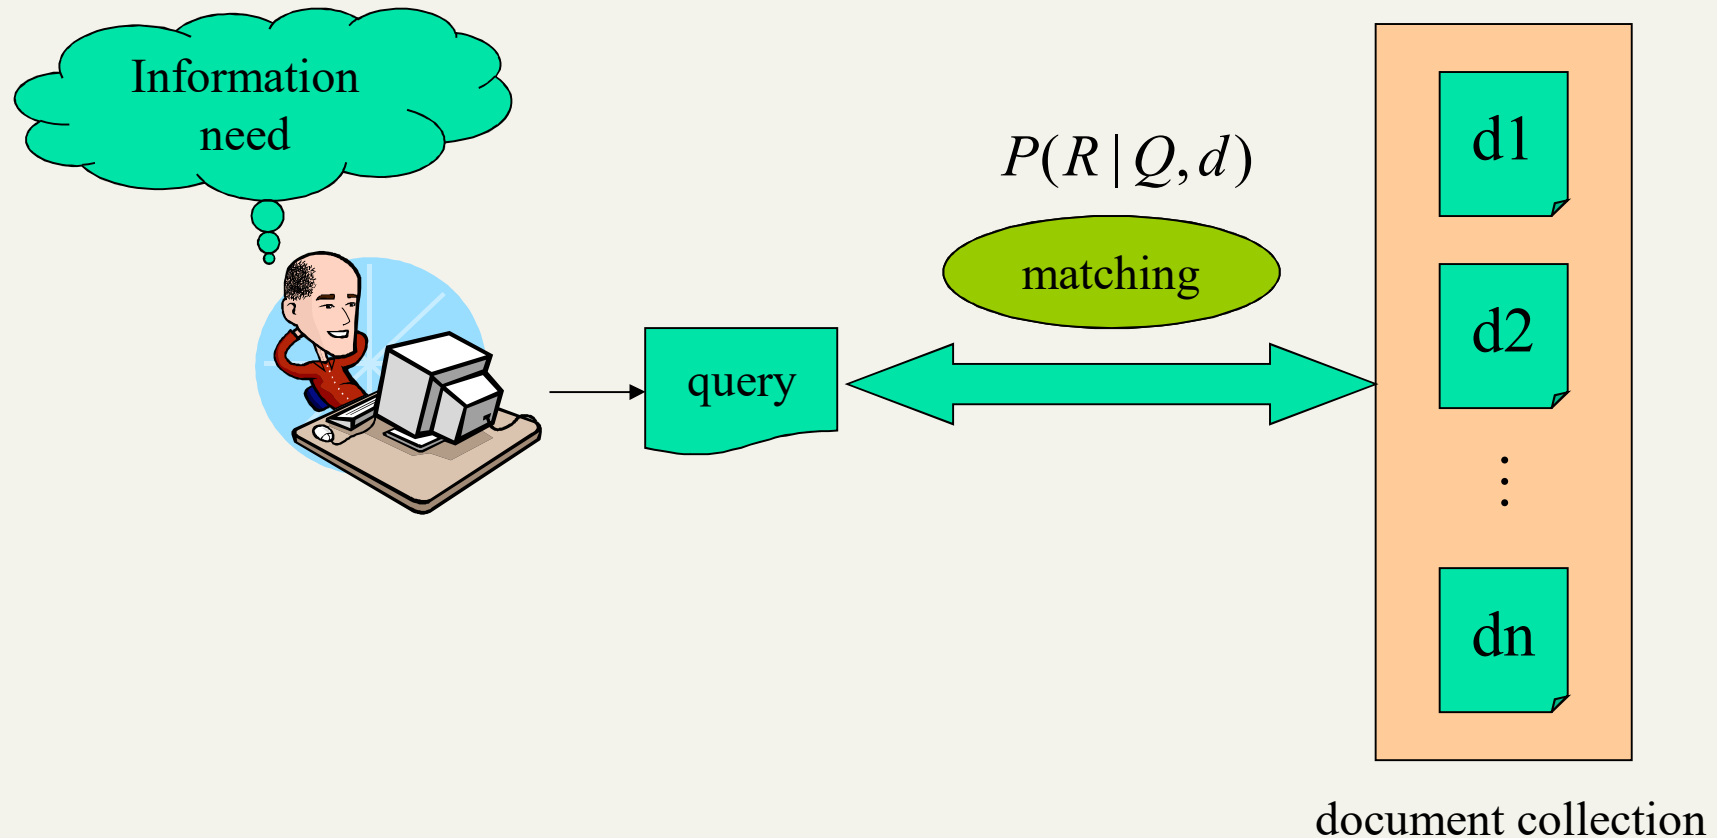 Information
need
P(R | Q, d)
matching
query
d1
d2
⋮
dn
document collection